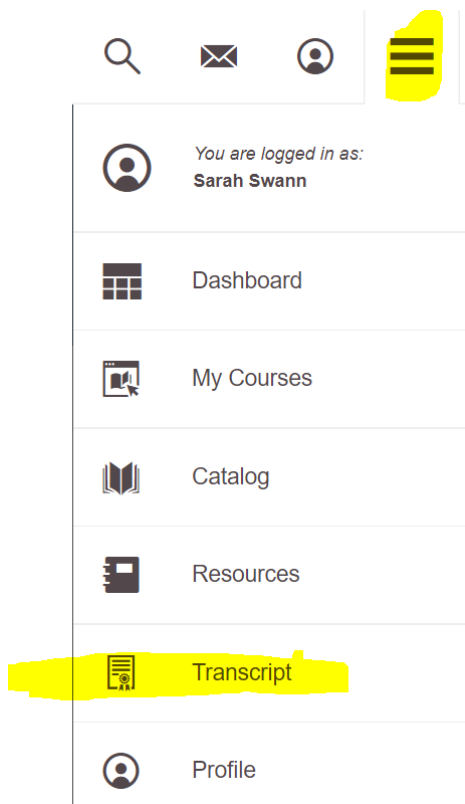 You are logged in as:
Sarah Swann
Dashboard
My Courses
Catalog
Resources
Transcript
Profile